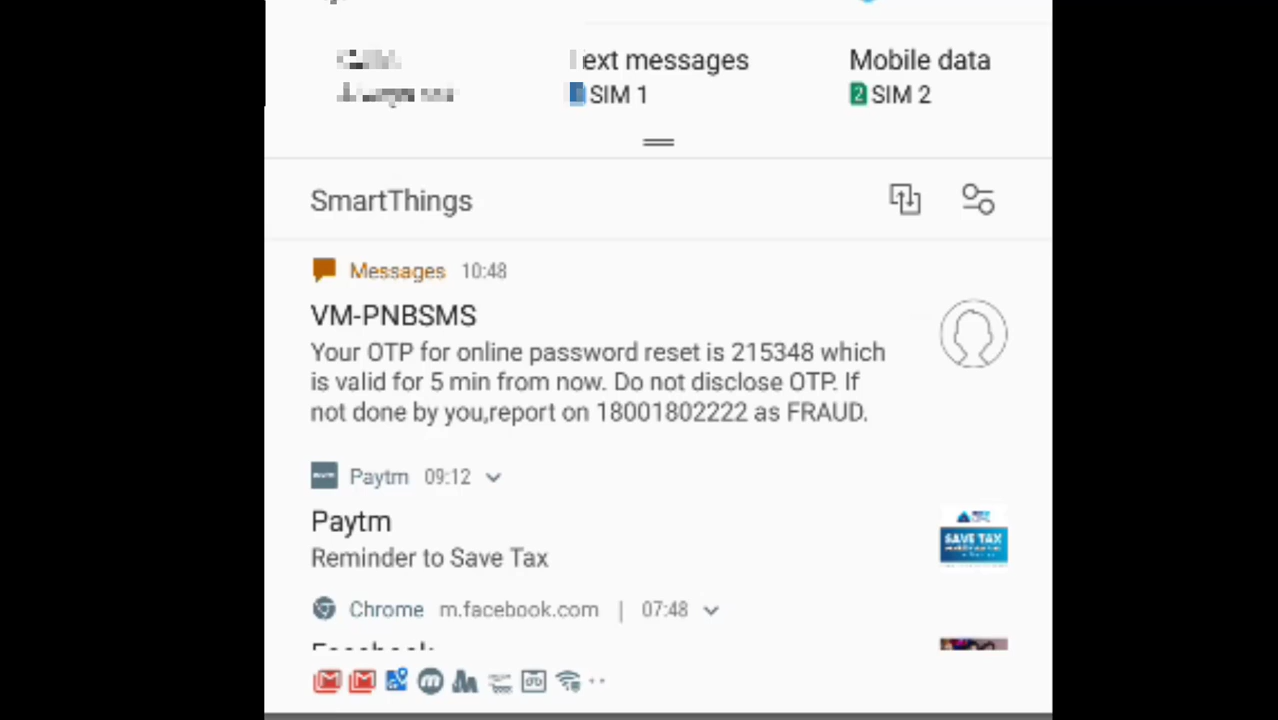 ext messages
Mobile data
SIM 1
2 SIM 2
SmartThings
Messages 10:48
VM-PNBSMS
Your OTP for online password reset is 215348 which
is valid for 5 min from now. Do not disclose OTP. If
not done by you,report on 18001802222 as FRAUD.
Paytm 09:12
Paytm
Reminder to Save Tax
SAVE TAX
Chrome m.facebook.com | 07:48